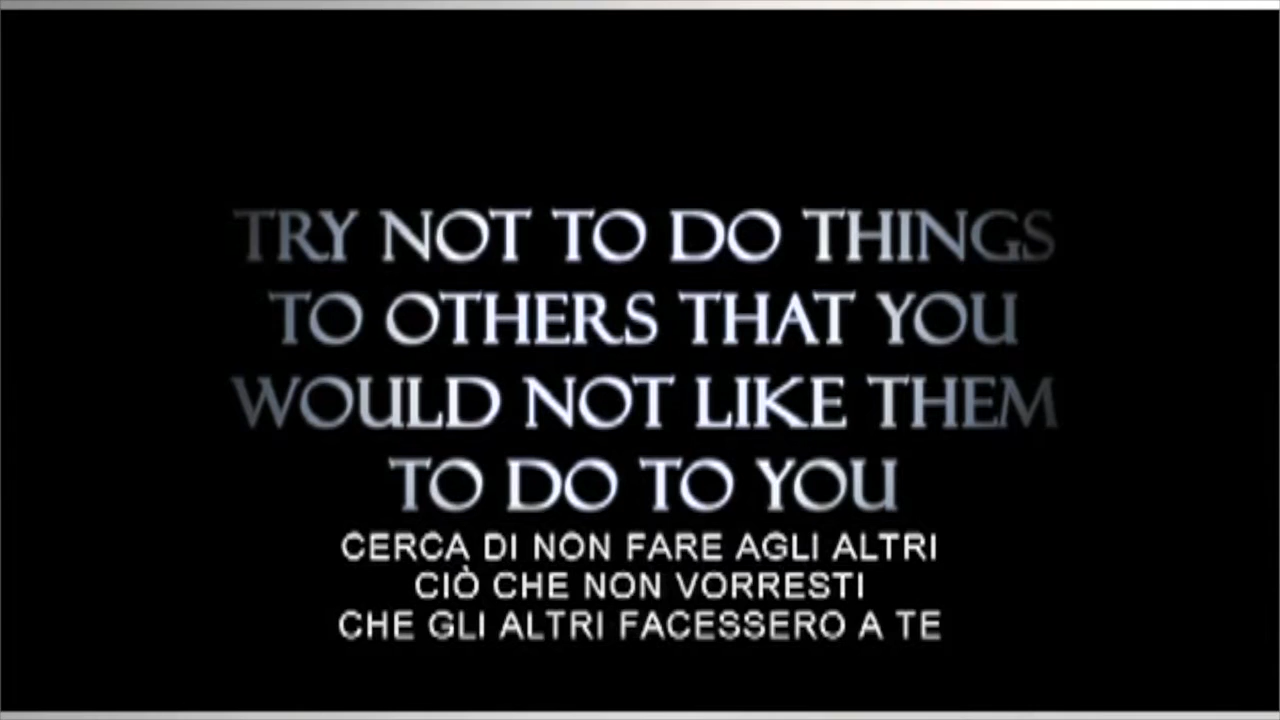 TRY NOT TO DO THINGS
TO OTHERS THAT YOU
WOULD NOT LIKE THEM
TO DO TO YOU
CERCA DI NON FARE AGLI ALTRI
CIÒ CHE NON VORRESTI
CHE GLI ALTRI FACESSERO A TE